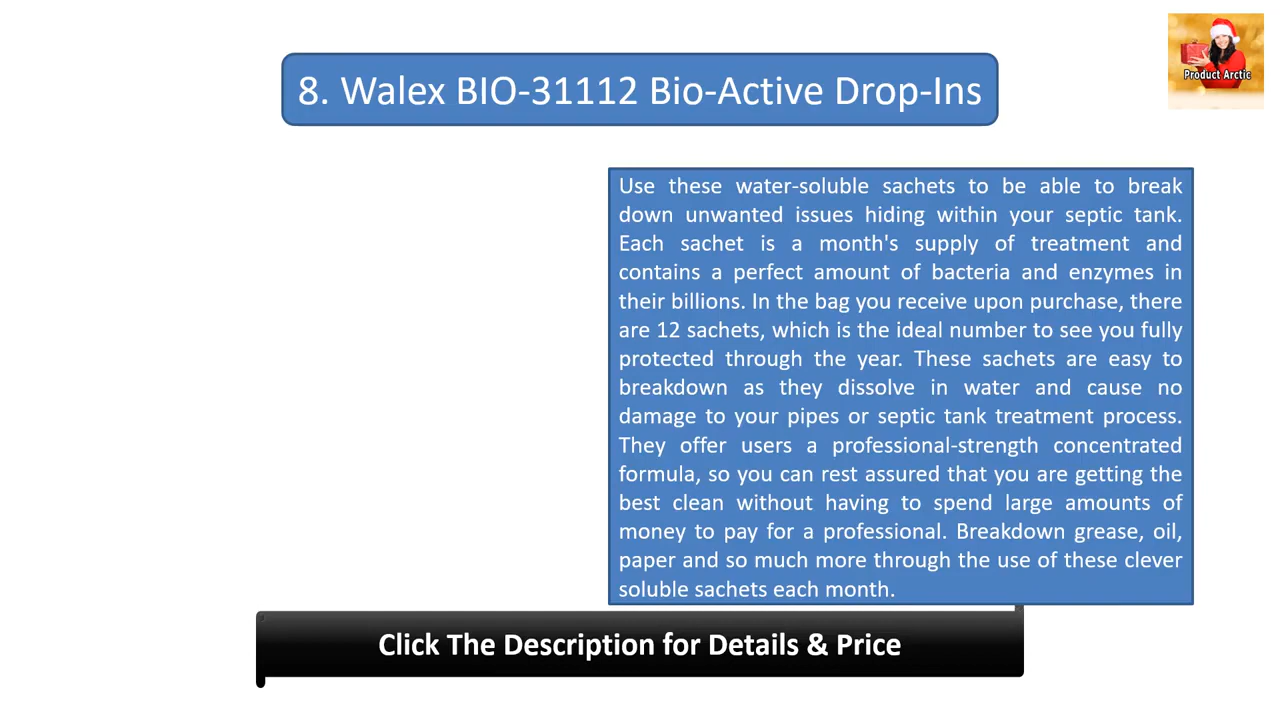 Product Arctic
8. Walex BIO-31112 Bio-Active Drop-Ins
Use these water-soluble sachets to be able to break
down unwanted issues hiding within your septic tank.
Each sachet is a month's supply of treatment and
contains a perfect amount of bacteria and enzymes in
their billions. In the bag you receive upon purchase, there
are 12 sachets, which is the ideal number to see you fully
protected through the year. These sachets are easy to
breakdown as they dissolve in water and cause no
damage to your pipes or septic tank treatment process.
They offer users a professional-strength concentrated
formula, so you can rest assured that you are getting the
best clean without having to spend large amounts of
money to pay for a professional. Breakdown grease, oil,
paper and so much more through the use of these clever
soluble sachets each month.
Click The Description for Details & Price